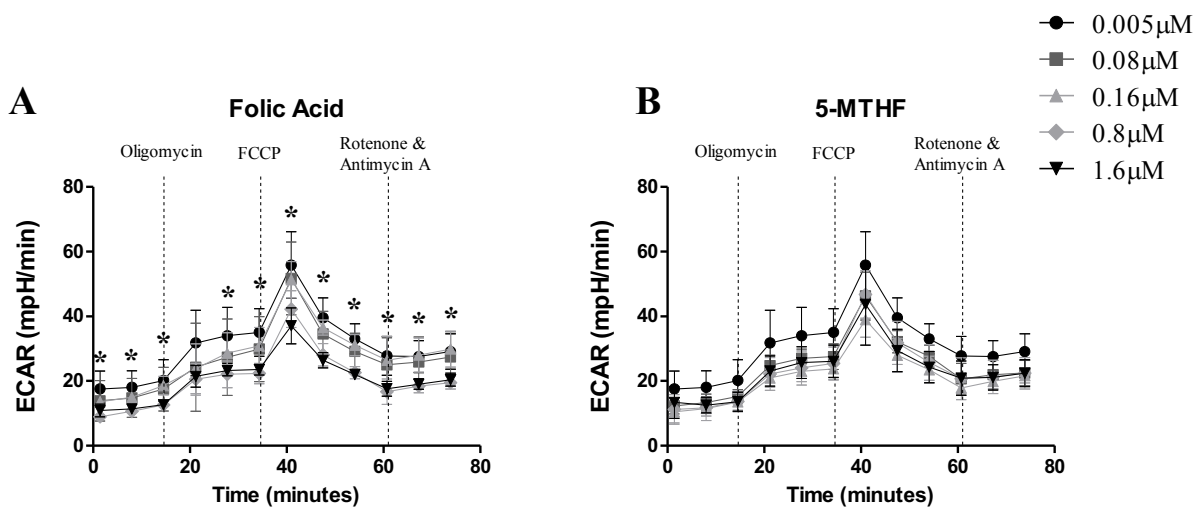 0.005μM
0.08μM
0.16μM
0.8μM
1.6μM
A
Folic Acid
Oligomycin
FCCP
Rotenone &
Antimycin A
80
60
40
20
0
ECAR (mpH/min)
* * * * * * * * * * *
0 20 40 60 80
Time (minutes)
B
5-MTHF
Oligomycin
FCCP
Rotenone &
Antimycin A
80
60
40
20
0
ECAR (mpH/min)
0 20 40 60 80
Time (minutes)